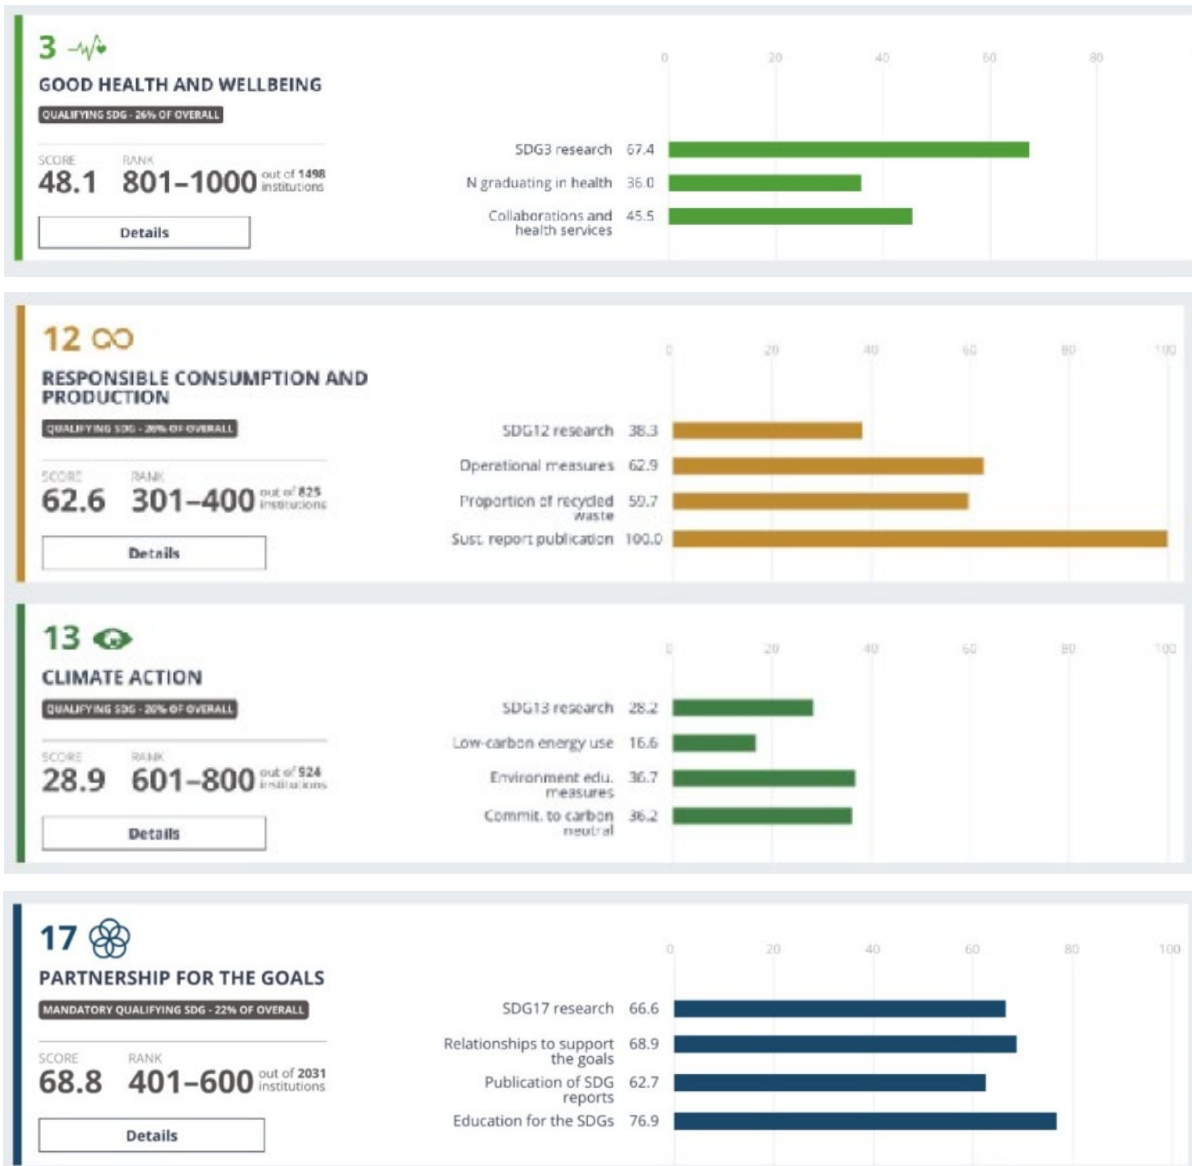 3
GOOD HEALTH AND WELLBEING
QUALIFYING SDG - 26% OF OVERALL
SCORE RANK
48.1 801–1000 out of 1498 institutions
Details
0 20 40 60 80
SDG3 research 67.4
N graduating in health 36.0
Collaborations and 45.5
health services
12
RESPONSIBLE CONSUMPTION AND
PRODUCTION
QUALIFYING SDG - 26% OF OVERALL
SCORE RANK
62.6 301–400 out of 825 institutions
Details
0 20 40 60 80 100
SDG12 research 38.3
Operational measures 62.9
Proportion of recycled 59.7
waste
Sust. report publication 100.0
13
CLIMATE ACTION
QUALIFYING SDG - 26% OF OVERALL
SCORE RANK
28.9 601–800 out of 924 institutions
Details
0 20 40 60 80 100
SDG13 research 28.2
Low-carbon energy use 16.6
Environment edu. 36.7
measures
Commit. to carbon 36.2
neutral
17
PARTNERSHIP FOR THE GOALS
MANDATORY QUALIFYING SDG - 22% OF OVERALL
SCORE RANK
68.8 401–600 out of 2031 institutions
Details
0 20 40 60 80 100
SDG17 research 66.6
Relationships to support 68.9
the goals
Publication of SDG 62.7
reports
Education for the SDGs 76.9